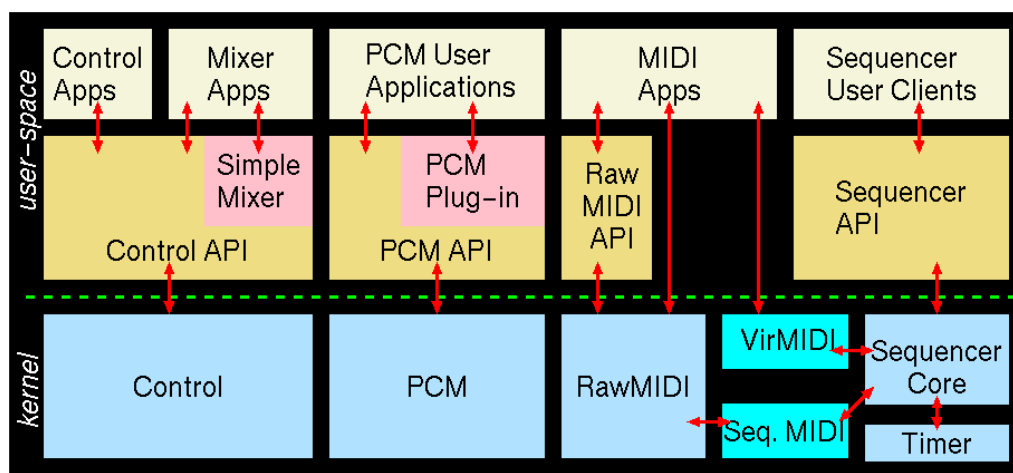 user-space
Control
Apps
Mixer
Apps
PCM User
Applications
MIDI
Apps
Sequencer
User Clients
Simple
Mixer
Control API
PCM
Plug-in
PCM API
Raw
MIDI
API
Sequencer
API
kernel
Control
PCM
RawMIDI
VirMIDI
Seq. MIDI
Sequencer
Core
Timer